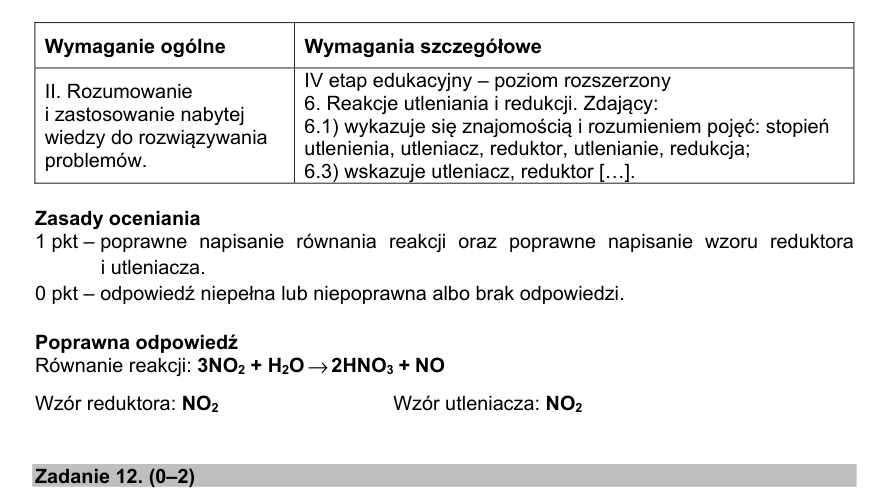 Wymaganie ogólne
Wymagania szczegółowe
II. Rozumowanie
i zastosowanie nabytej
wiedzy do rozwiązywania
problemów.
IV etap edukacyjny – poziom rozszerzony
6. Reakcje utleniania i redukcji. Zdający:
6.1) wykazuje się znajomością i rozumieniem pojęć: stopień
utlenienia, utleniacz, reduktor, utlenianie, redukcja;
6.3) wskazuje utleniacz, reduktor […].
Zasady oceniania
1 pkt – poprawne napisanie równania reakcji oraz poprawne napisanie wzoru reduktora
i utleniacza.
0 pkt – odpowiedź niepełna lub niepoprawna albo brak odpowiedzi.
Poprawna odpowiedź
Równanie reakcji: 3NO₂ + H₂O → 2HNO₃ + NO
Wzór reduktora: NO₂ Wzór utleniacza: NO₂
Zadanie 12. (0–2)